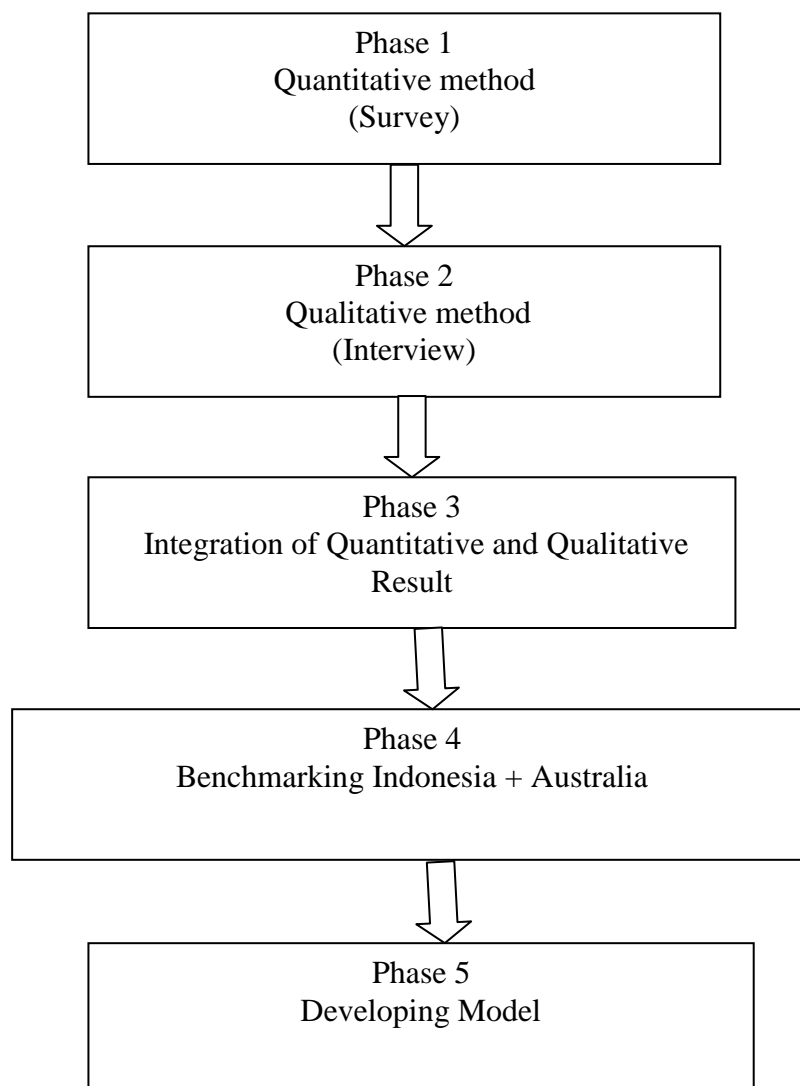 Phase 1
Quantitative method
(Survey)
Phase 2
Qualitative method
(Interview)
Phase 3
Integration of Quantitative and Qualitative
Result
Phase 4
Benchmarking Indonesia + Australia
Phase 5
Developing Model